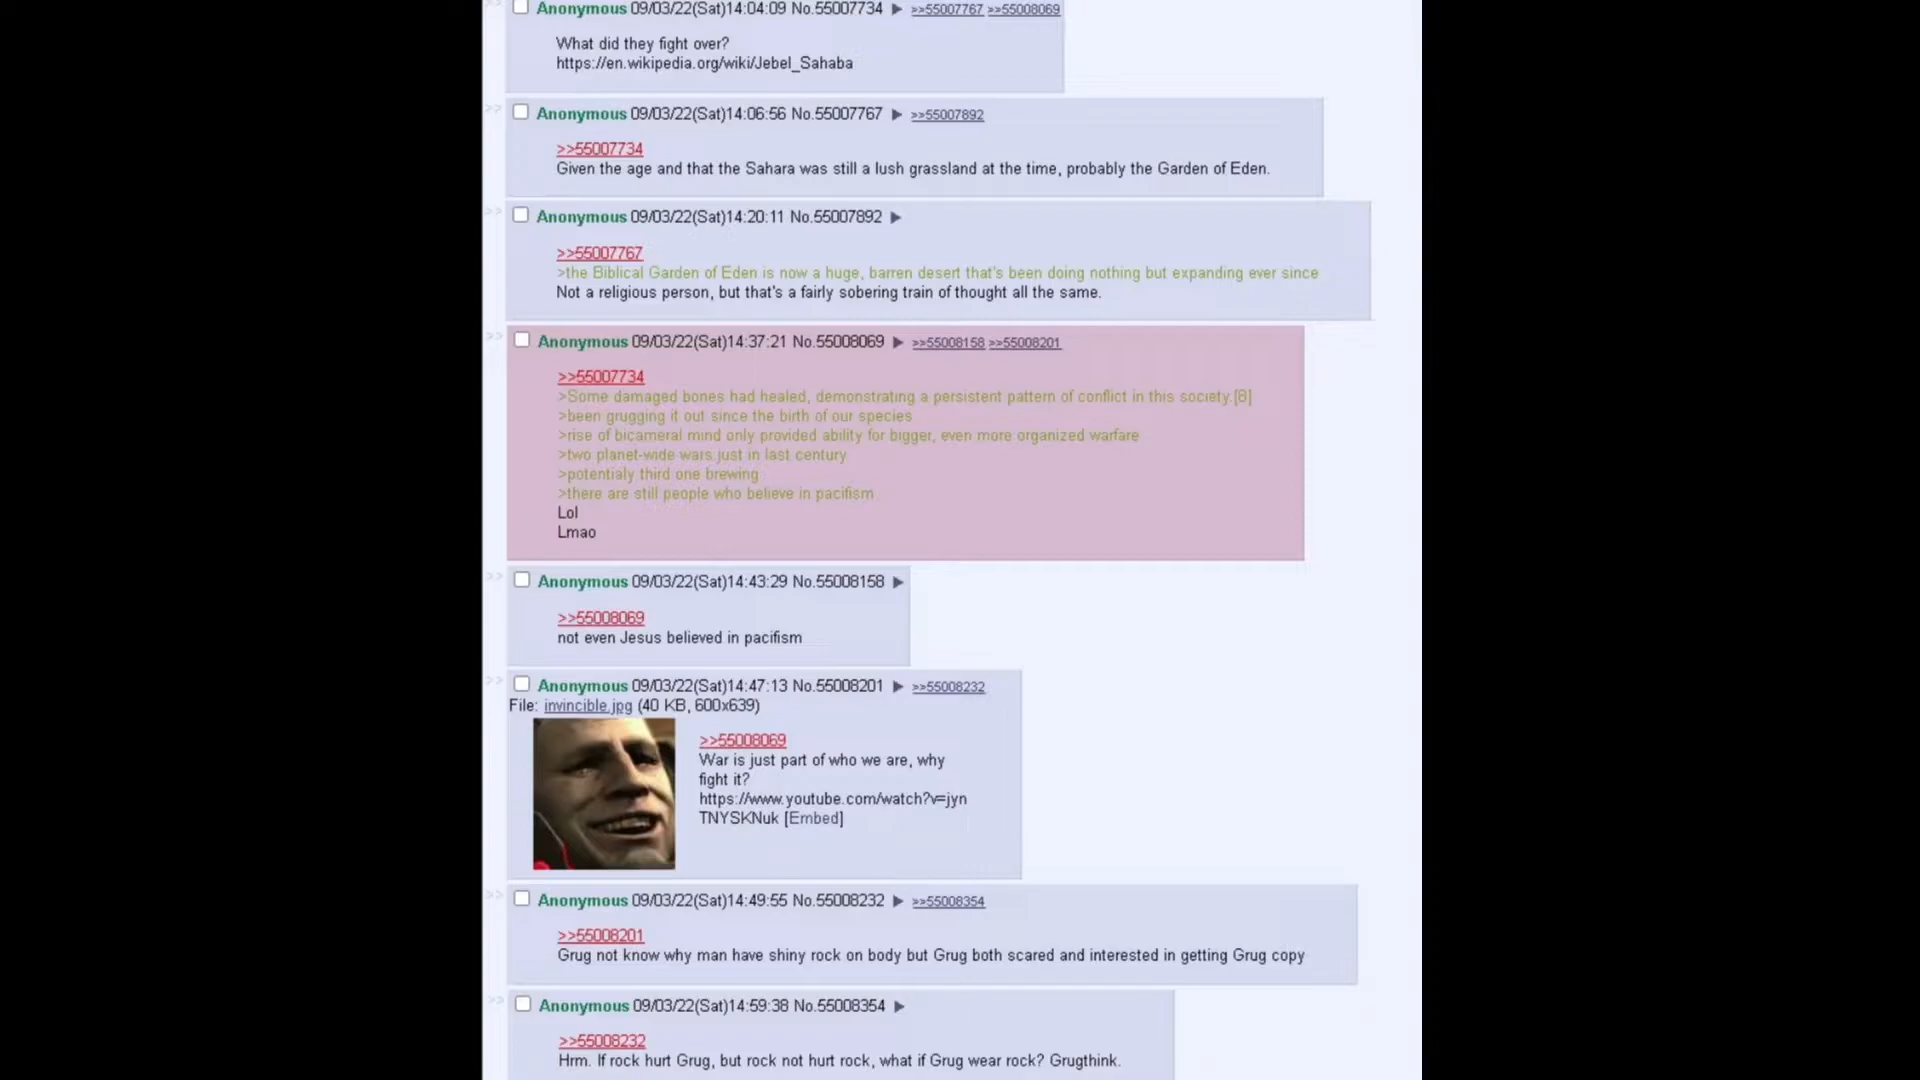 >> Anonymous 09/03/22(Sat)14:04:09 No.55007734 ▶ >>55007767 >>55008069
What did they fight over?
https://en.wikipedia.org/wiki/Jebel_Sahaba
>> Anonymous 09/03/22(Sat)14:06:56 No.55007767 ▶ >>55007892
>>55007734
Given the age and that the Sahara was still a lush grassland at the time, probably the Garden of Eden.
>> Anonymous 09/03/22(Sat)14:20:11 No.55007892 ▶
>>55007767
>the Biblical Garden of Eden is now a huge, barren desert that's been doing nothing but expanding ever since
Not a religious person, but that's a fairly sobering train of thought all the same.
>> Anonymous 09/03/22(Sat)14:37:21 No.55008069 ▶ >>55008158 >>55008201
>>55007734
>Some damaged bones had healed, demonstrating a persistent pattern of conflict in this society.[8]
>been grugging it out since the birth of our species
>rise of bicameral mind only provided ability for bigger, even more organized warfare
>two planet-wide wars just in last century
>potentialy third one brewing
>there are still people who believe in pacifism
Lol
Lmao
>> Anonymous 09/03/22(Sat)14:43:29 No.55008158 ▶
>>55008069
not even Jesus believed in pacifism
>> Anonymous 09/03/22(Sat)14:47:13 No.55008201 ▶ >>55008232
File: invincible.jpg (40 KB, 600x639)
>>55008069
War is just part of who we are, why
fight it?
https://www.youtube.com/watch?v=jyn
TNYSKNuk [Embed]
>> Anonymous 09/03/22(Sat)14:49:55 No.55008232 ▶ >>55008354
>>55008201
Grug not know why man have shiny rock on body but Grug both scared and interested in getting Grug copy
>> Anonymous 09/03/22(Sat)14:59:38 No.55008354 ▶
>>55008232
Hrm. If rock hurt Grug, but rock not hurt rock, what if Grug wear rock? Grugthink.